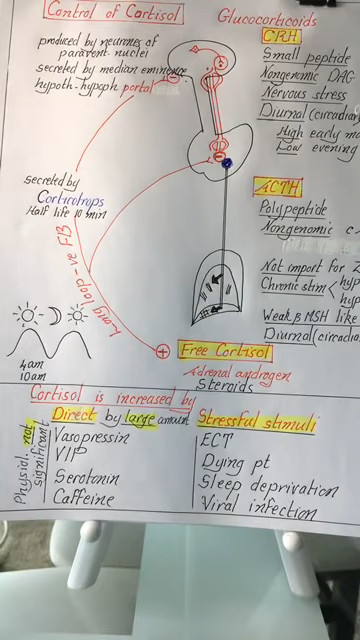 Control of Cortisol
Glucocorticoids
produced by neurones of
paravent. nuclei
secreted by median eminence
hypoth. hypoph portal
CRH
Small peptide
Nongenomic DAG
Nervous stress
Diurnal (circadian
High early mo
Low evening
secreted by
Corticotrops
Half life 10 min
Long loop -ve FB
ACTH
Polypeptide
Nongenomic c
Not import for Z
Chronic stim < hyp
hy
Weak β MSH like
Diurnal (circadia
4am
10am
Free Cortisol
Adrenal androgen
Steroids
Cortisol is increased by
Physiol. not significant
Direct by large amount
Vasopressin
VIP
Serotonin
Caffeine
Stressful stimuli
ECT
Dying pt
Sleep deprivation
Viral infection